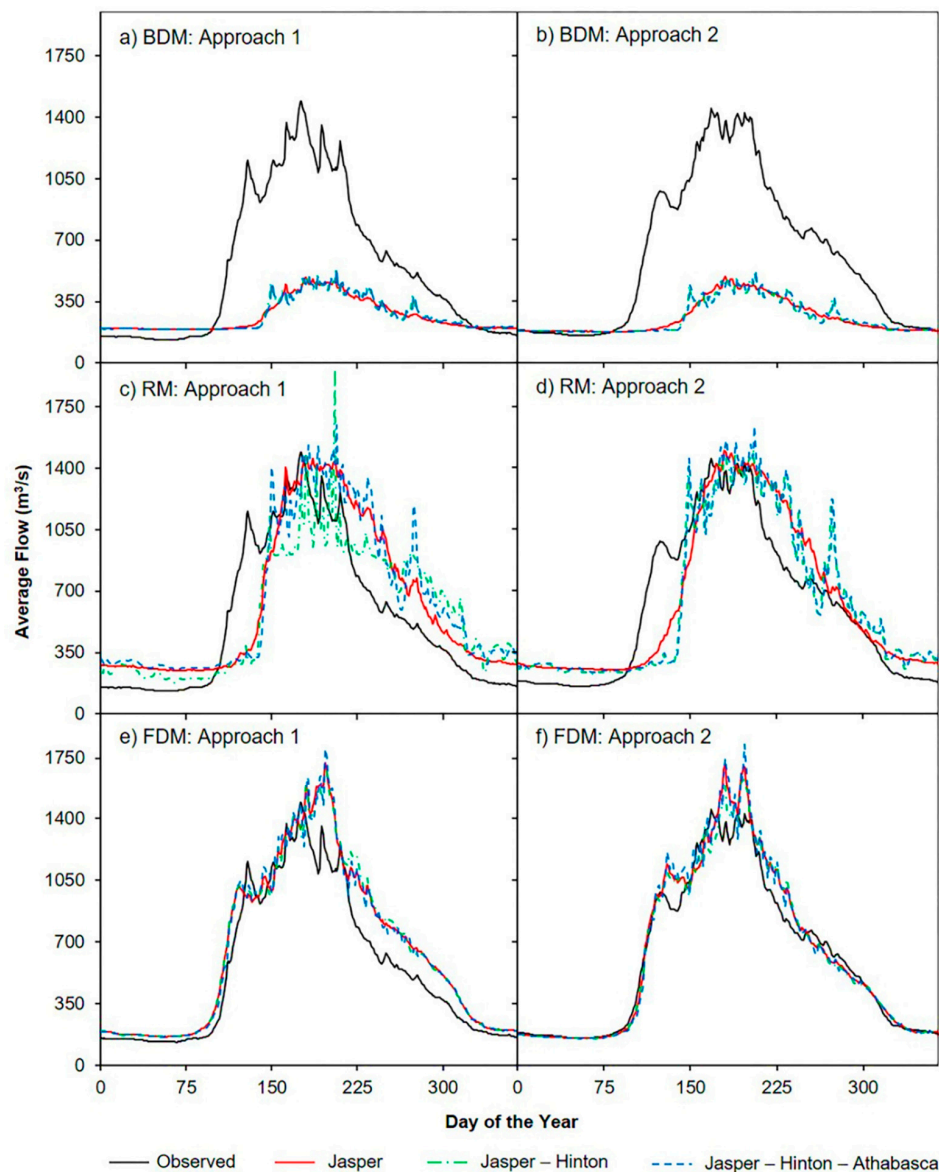 a) BDM: Approach 1
b) BDM: Approach 2
1750
1400
1050
700
350
0
c) RM: Approach 1
d) RM: Approach 2
1750
1400
1050
700
350
0
Average Flow (m³/s)
e) FDM: Approach 1
f) FDM: Approach 2
1750
1400
1050
700
350
0
0 75 150 225 300 0 75 150 225 300
Day of the Year
Observed Jasper Jasper – Hinton Jasper – Hinton – Athabasca